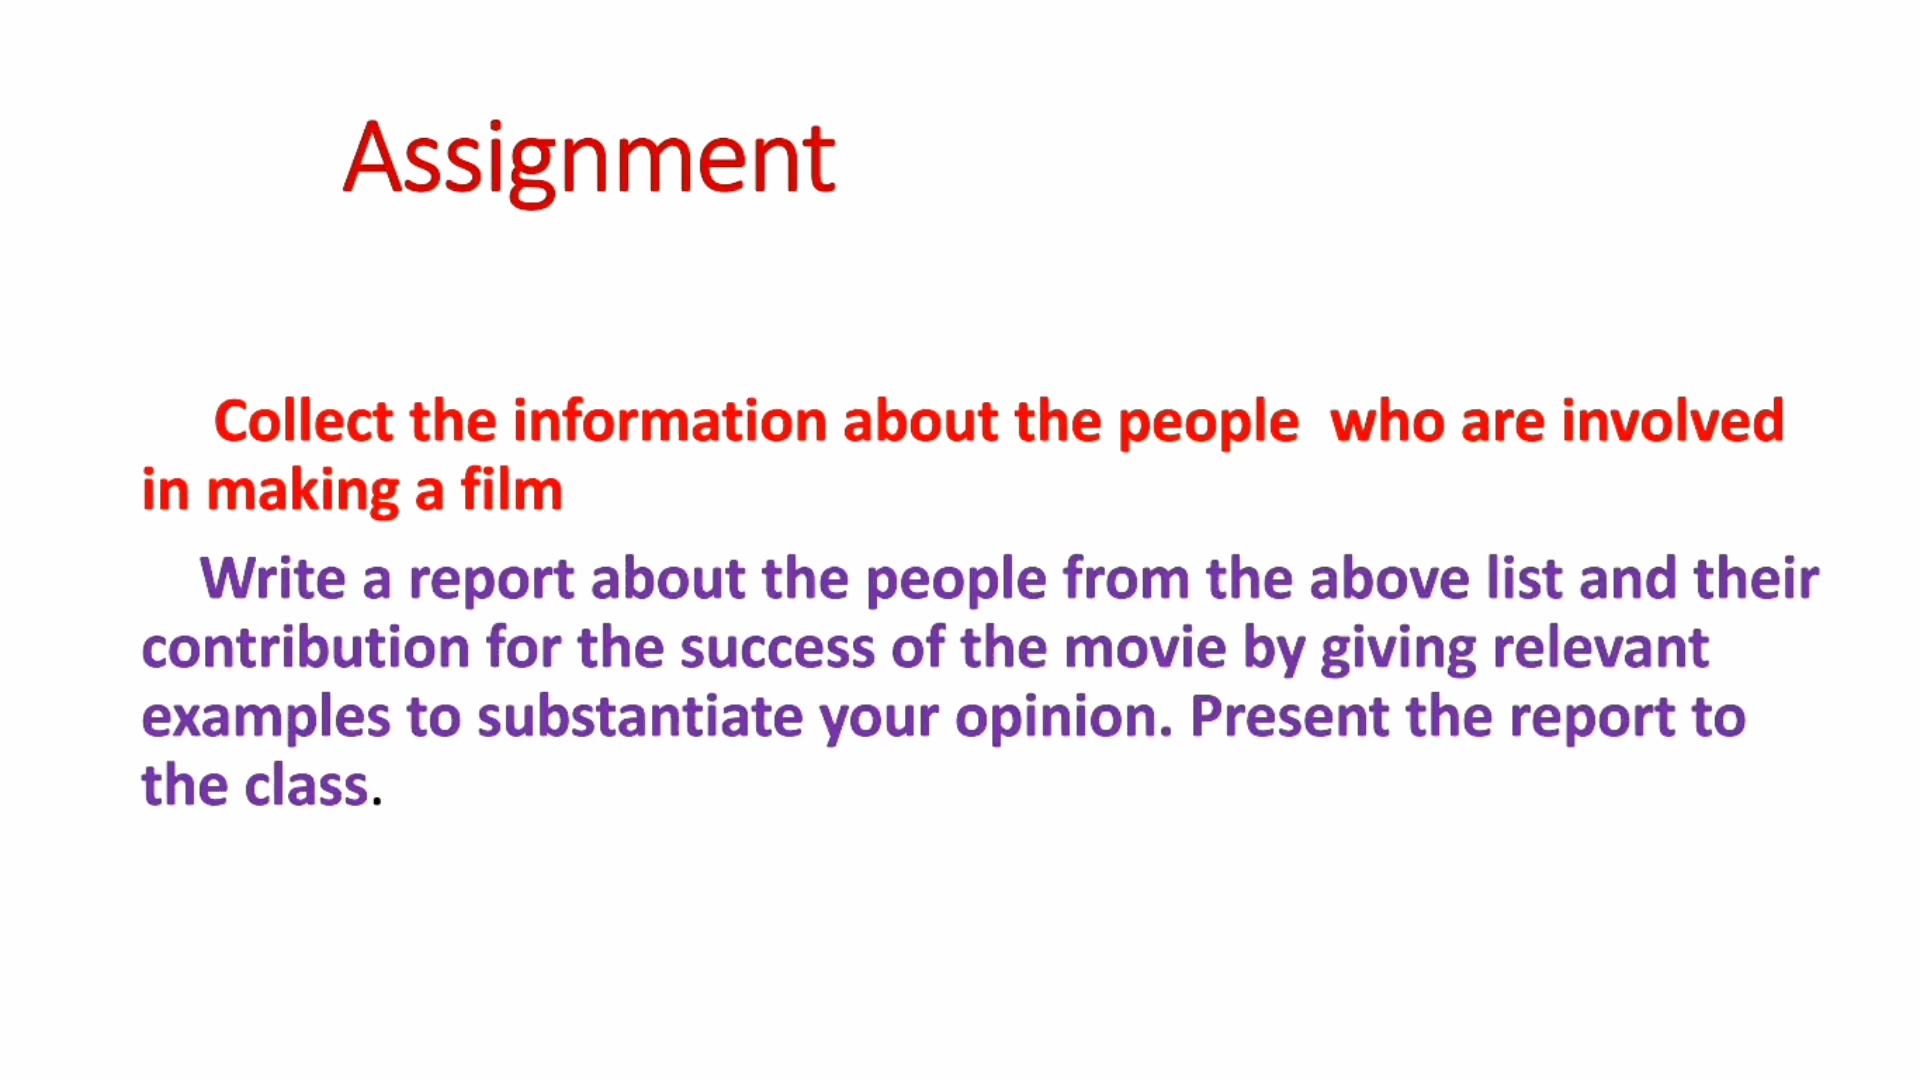 Assignment
Collect the information about the people  who are involved
in making a film
Write a report about the people from the above list and their
contribution for the success of the movie by giving relevant
examples to substantiate your opinion. Present the report to
the class.